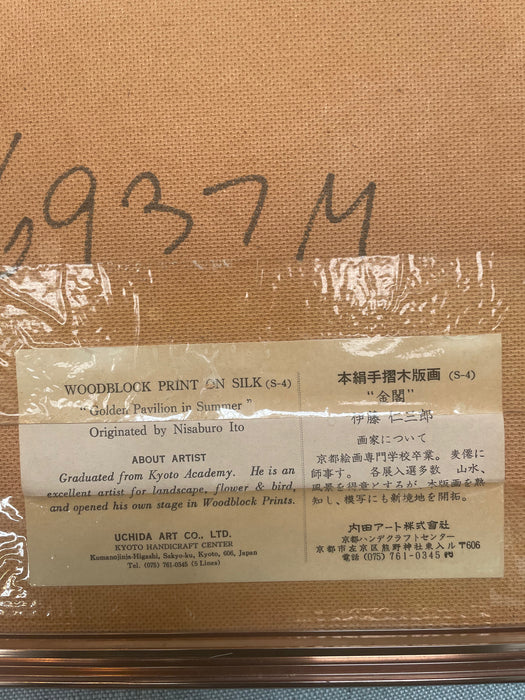 937M
WOODBLOCK PRINT ON SILK (S-4)
"Golden Pavilion in Summer"
Originated by Nisaburo Ito
ABOUT ARTIST
Graduated from Kyoto Academy. He is an
excellent artist for landscape, flower & bird,
and opened his own stage in Woodblock Prints.
UCHIDA ART CO., LTD.
KYOTO HANDICRAFT CENTER
Kumanojinja-Higashi, Sakyo-ku, Kyoto, 606, Japan
Tel. (075) 761-0345 (5 Lines)
本絹手摺木版画 (S-4)
"金閣"
伊藤 仁三郎
画家について
京都絵画専門学校卒業。麦僊に
師事す。各展入選多数 山水、
風景を得意とするが、木版画を熟
知し、模写にも新境地を開拓。
内田アート株式會社
京都ハンデクラフトセンター
京都市左京区熊野神社東入ル〒606
電話 (075) 761-0345